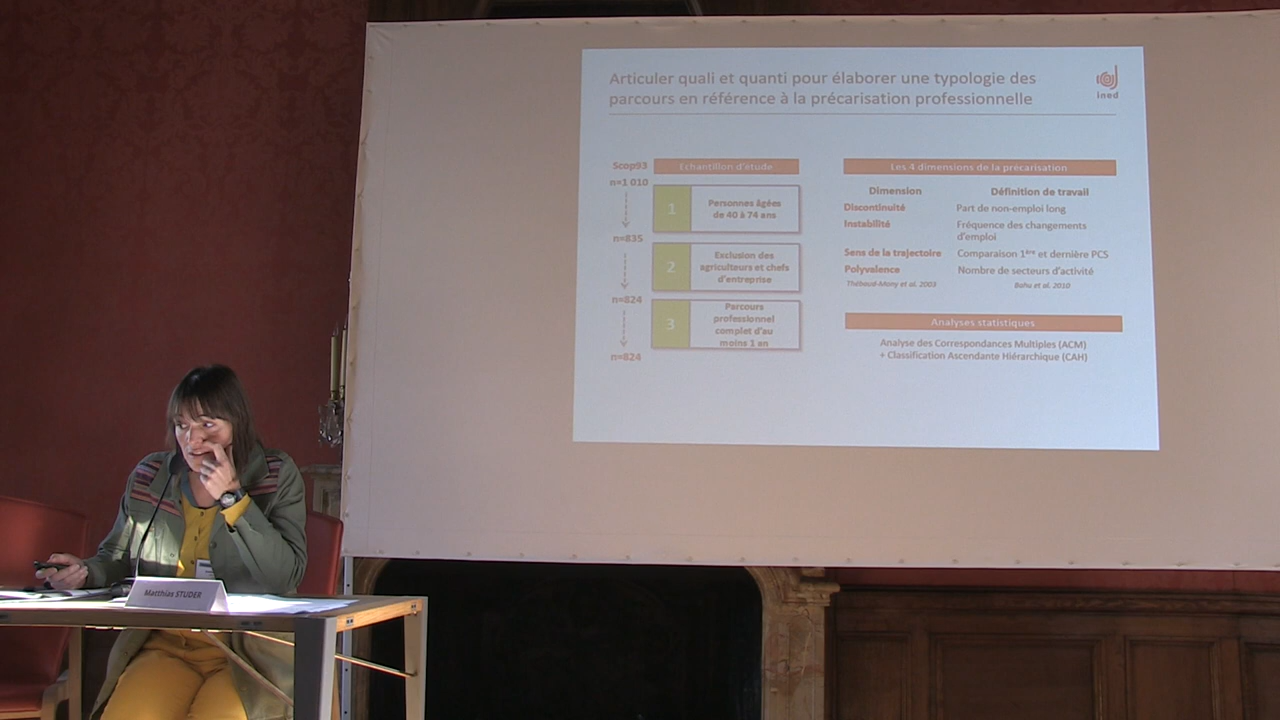 Articuler quali et quanti pour élaborer une typologie des
parcours en référence à la précarisation professionnelle
ined
Scop93
n=1 010
n=835
n=824
n=824
Echantillon d'étude
1
Personnes âgées
de 40 à 74 ans
2
Exclusion des
agriculteurs et chefs
d'entreprise
3
Parcours
professionnel
complet d'au
moins 1 an
Les 4 dimensions de la précarisation
Dimension
Définition de travail
Discontinuité
Part de non-emploi long
Instabilité
Fréquence des changements
d'emploi
Sens de la trajectoire
Comparaison 1ère et dernière PCS
Polyvalence
Nombre de secteurs d'activité
Thébaud-Mony et al. 2003
Bahu et al. 2010
Analyses statistiques
Analyse des Correspondances Multiples (ACM)
+ Classification Ascendante Hiérarchique (CAH)
Matthias STUDER